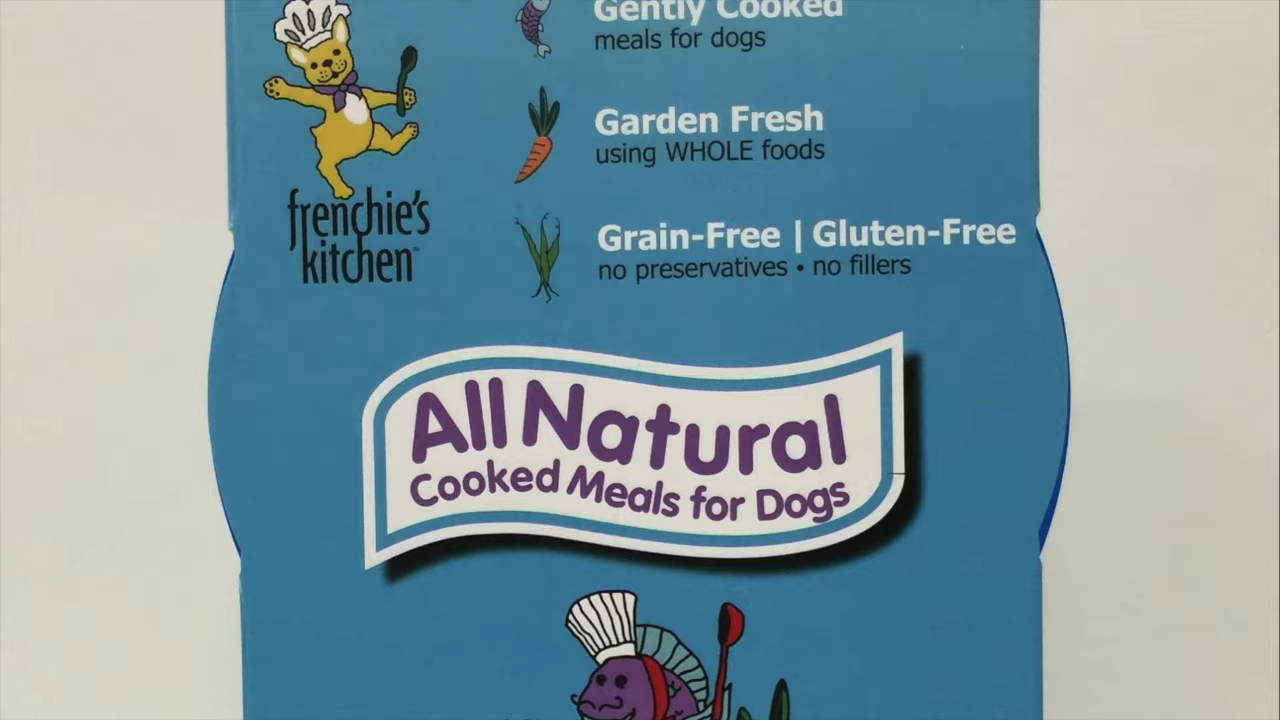 Gently Cooked
meals for dogs
Garden Fresh
using WHOLE foods
frenchie's
kitchen
Grain-Free | Gluten-Free
no preservatives • no fillers
All Natural
Cooked Meals for Dogs